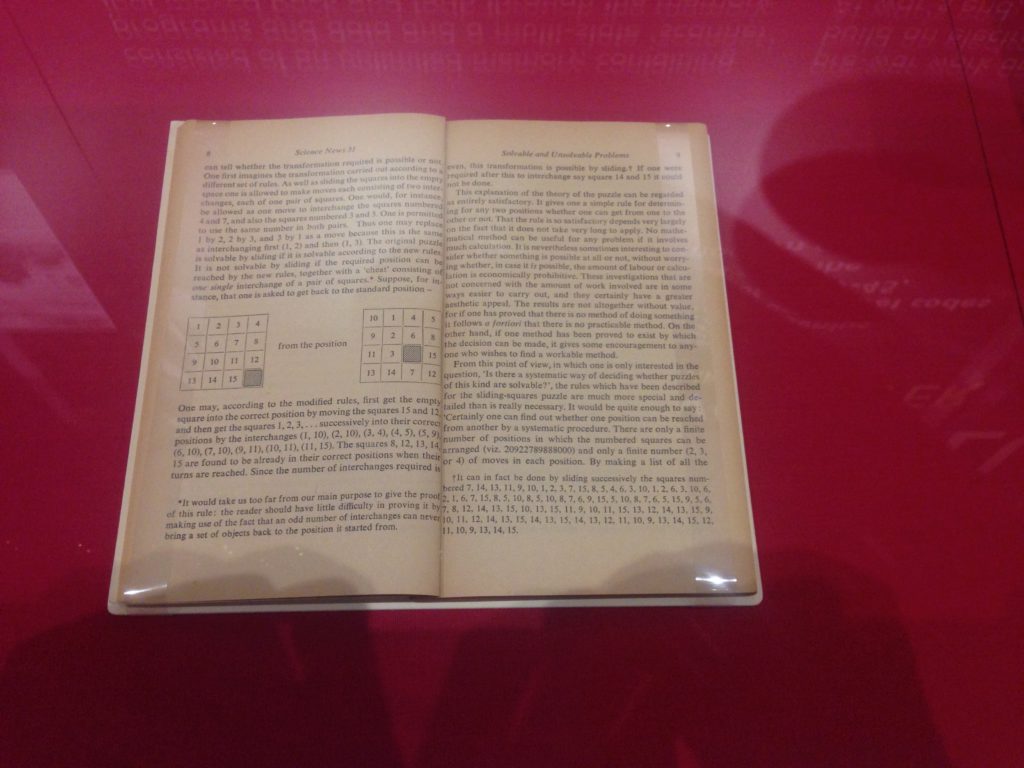 8 Science News 31
can tell whether the transformation required is possible or not.
One first imagines the transformation carried out according to a
different set of rules. As well as sliding the squares into the empty
space one is allowed to make moves each consisting of two inter-
changes, each of one pair of squares. One would, for instance,
be allowed as one move to interchange the squares numbered
4 and 7, and also the squares numbered 3 and 5. One is permitted
to use the same number in both pairs. Thus one may replace
1 by 2, 2 by 3, and 3 by 1 as a move because this is the same
as interchanging first (1, 2) and then (1, 3). The original puzzle
is solvable by sliding if it is solvable according to the new rules.
It is not solvable by sliding if the required position can be
reached by the new rules, together with a 'cheat' consisting of
one single interchange of a pair of squares.* Suppose, for in-
stance, that one is asked to get back to the standard position –
1 2 3 4
5 6 7 8
9 10 11 12
13 14 15
from the position
10 1 4 5
9 2 6 8
11 3 15
13 14 7 12
One may, according to the modified rules, first get the empty
square into the correct position by moving the squares 15 and 12,
and then get the squares 1, 2, 3, . . . successively into their correct
positions by the interchanges (1, 10), (2, 10), (3, 4), (4, 5), (5, 9),
(6, 10), (7, 10), (9, 11), (10, 11), (11, 15). The squares 8, 12, 13, 14,
15 are found to be already in their correct positions when their
turns are reached. Since the number of interchanges required is
*It would take us too far from our main purpose to give the proof
of this rule: the reader should have little difficulty in proving it by
making use of the fact that an odd number of interchanges can never
bring a set of objects back to the position it started from.
Solvable and Unsolvable Problems 9
even, this transformation is possible by sliding.† If one were
required after this to interchange say square 14 and 15 it could
not be done.
This explanation of the theory of the puzzle can be regarded
as entirely satisfactory. It gives one a simple rule for determin-
ing for any two positions whether one can get from one to the
other or not. That the rule is so satisfactory depends very largely
on the fact that it does not take very long to apply. No mathe-
matical method can be useful for any problem if it involves
much calculation. It is nevertheless sometimes interesting to con-
sider whether something is possible at all or not, without worry-
ing whether, in case it is possible, the amount of labour or calcu-
lation is economically prohibitive. These investigations that are
not concerned with the amount of work involved are in some
ways easier to carry out, and they certainly have a greater
aesthetic appeal. The results are not altogether without value,
for if one has proved that there is no method of doing something
it follows a fortiori that there is no practicable method. On the
other hand, if one method has been proved to exist by which
the decision can be made, it gives some encouragement to any-
one who wishes to find a workable method.
From this point of view, in which one is only interested in the
question, 'Is there a systematic way of deciding whether puzzles
of this kind are solvable?', the rules which have been described
for the sliding-squares puzzle are much more special and de-
tailed than is really necessary. It would be quite enough to say:
'Certainly one can find out whether one position can be reached
from another by a systematic procedure. There are only a finite
number of positions in which the numbered squares can be
arranged (viz. 20922789888000) and only a finite number (2, 3,
or 4) of moves in each position. By making a list of all the
†It can in fact be done by sliding successively the squares num-
bered 7, 14, 13, 11, 9, 10, 1, 2, 3, 7, 15, 8, 5, 4, 6, 3, 10, 1, 2, 6, 3, 10, 6,
2, 1, 6, 7, 15, 8, 5, 10, 8, 5, 10, 8, 7, 6, 9, 15, 5, 10, 8, 7, 6, 5, 15, 9, 5, 6,
7, 8, 12, 14, 13, 15, 10, 13, 15, 11, 9, 10, 11, 15, 13, 12, 14, 13, 15, 9,
10, 11, 12, 14, 13, 15, 14, 13, 15, 14, 13, 12, 11, 10, 9, 13, 14, 15, 12,
11, 10, 9, 13, 14, 15.